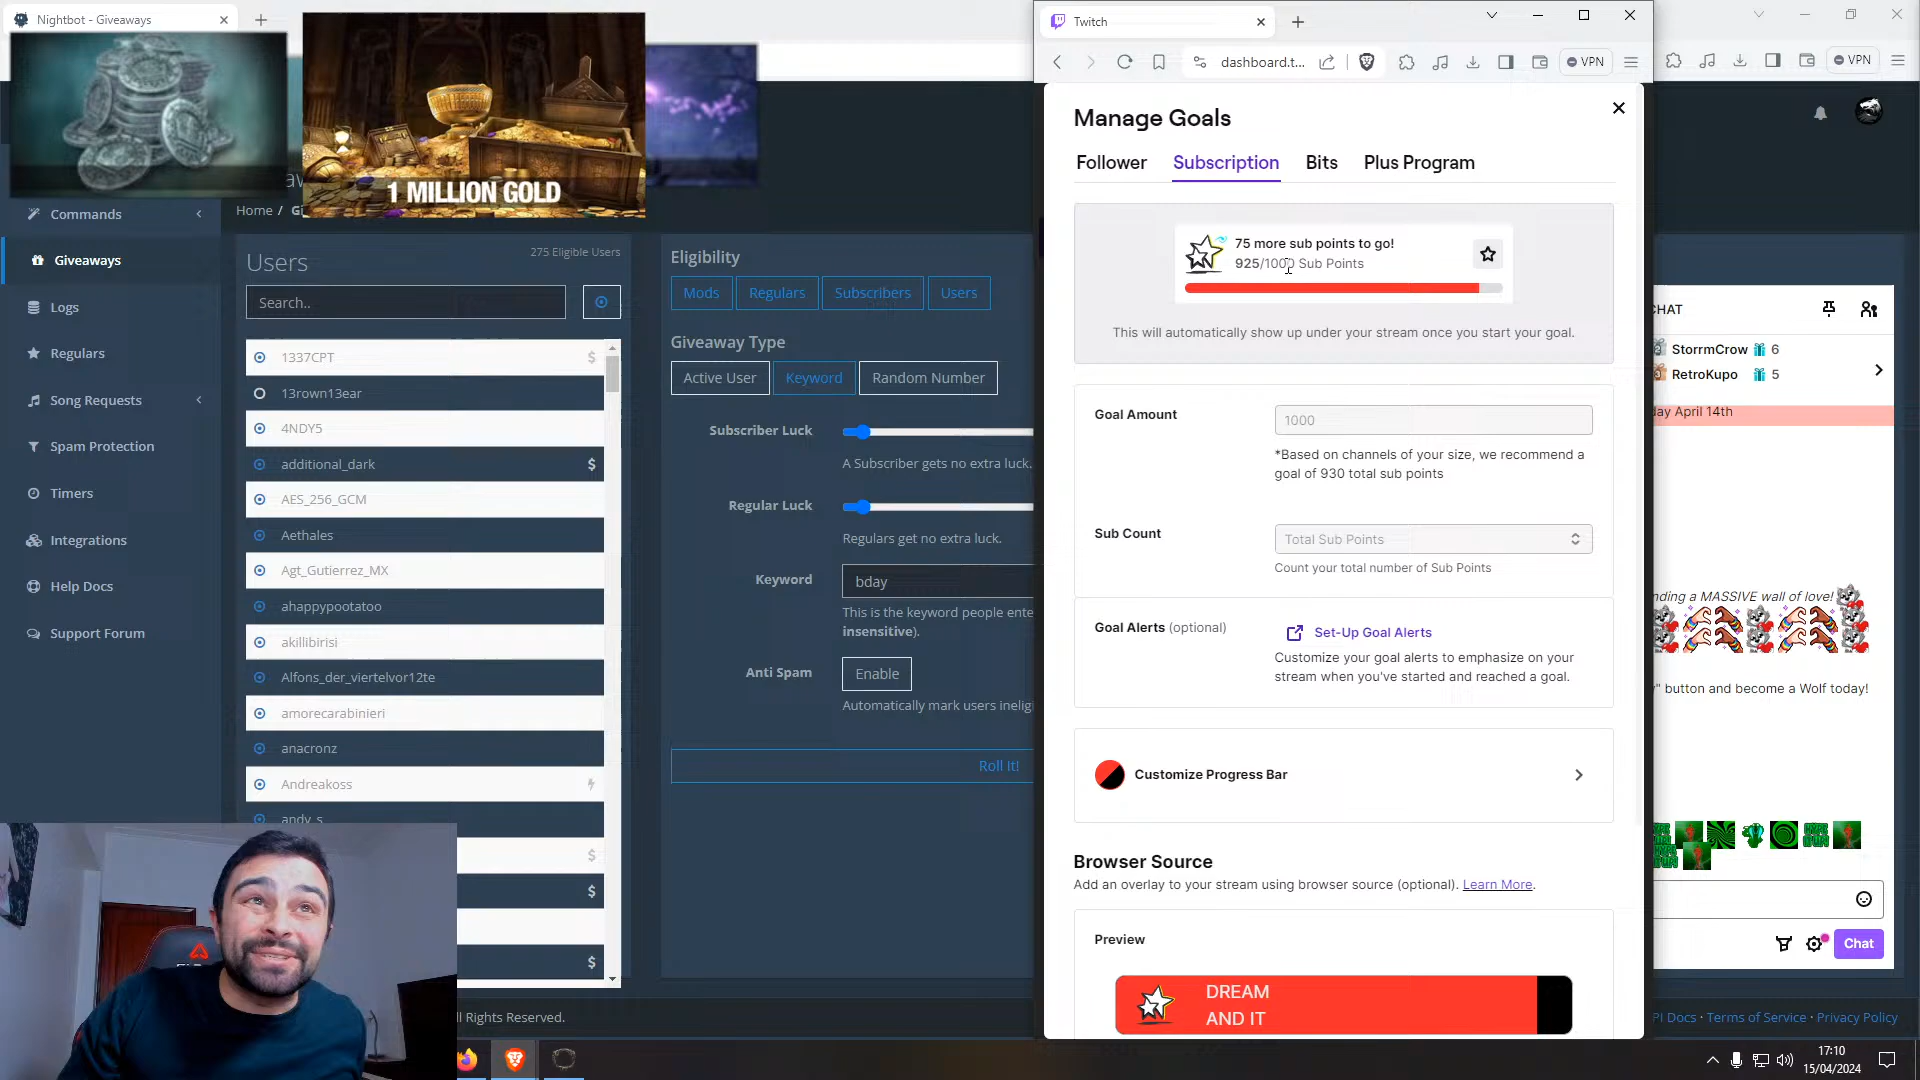 Nightbot - Giveaways
Twitch
dashboard.t...
VPN
VPN
1 MILLION GOLD
Home / Gi
Commands
Giveaways
Logs
Regulars
Song Requests
Spam Protection
Timers
Integrations
Help Docs
Support Forum
Users
275 Eligible Users
Search..
1337CPT
13rown13ear
4NDY5
additional_dark
AES_256_GCM
Aethales
Agt_Gutierrez_MX
ahappypootatoo
akillibirisi
Alfons_der_viertelvor12te
amorecarabinieri
anacronz
Andreakoss
andy_s
Eligibility
Mods
Regulars
Subscribers
Users
Giveaway Type
Active User
Keyword
Random Number
Subscriber Luck
A Subscriber gets no extra luck.
Regular Luck
Regulars get no extra luck.
Keyword
bday
This is the keyword people ente
insensitive).
Anti Spam
Enable
Automatically mark users ineligi
Roll It!
ll Rights Reserved.
Manage Goals
Follower
Subscription
Bits
Plus Program
75 more sub points to go!
925/1000 Sub Points
This will automatically show up under your stream once you start your goal.
Goal Amount
1000
*Based on channels of your size, we recommend a
goal of 930 total sub points
Sub Count
Total Sub Points
Count your total number of Sub Points
Goal Alerts (optional)
Set-Up Goal Alerts
Customize your goal alerts to emphasize on your
stream when you've started and reached a goal.
Customize Progress Bar
Browser Source
Add an overlay to your stream using browser source (optional). Learn More.
Preview
DREAM
AND IT
CHAT
StorrmCrow 6
RetroKupo 5
day April 14th
nding a MASSIVE wall of love!
" button and become a Wolf today!
Chat
PI Docs · Terms of Service · Privacy Policy
17:10
15/04/2024